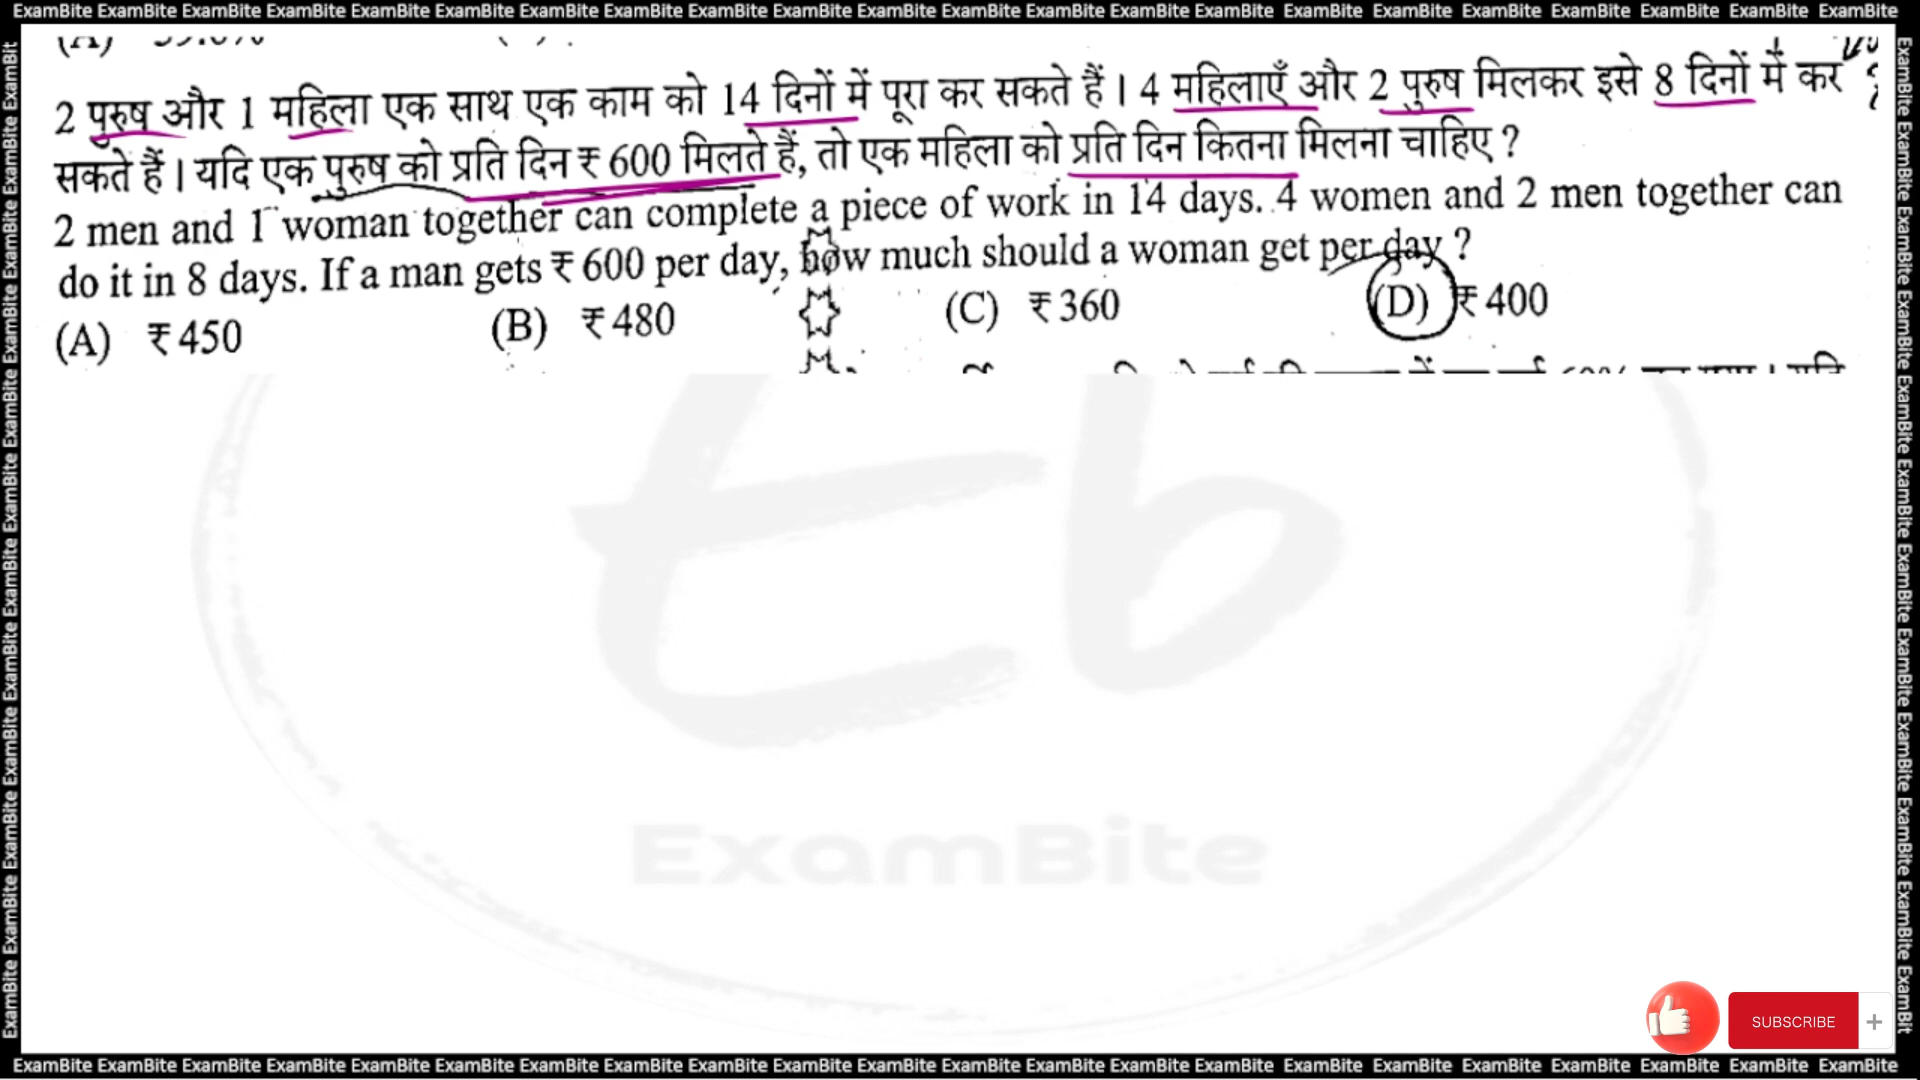 ExamBite ExamBite ExamBite ExamBite ExamBite ExamBite ExamBite ExamBite ExamBite ExamBite ExamBite ExamBite ExamBite ExamBite ExamBite ExamBite ExamBite ExamBite ExamBite ExamBite ExamBite ExamBite
2 पुरुष और 1 महिला एक साथ एक काम को 14 दिनों में पूरा कर सकते हैं । 4 महिलाएँ और 2 पुरुष मिलकर इसे 8 दिनों में कर
सकते हैं । यदि एक पुरुष को प्रति दिन ₹ 600 मिलते हैं, तो एक महिला को प्रति दिन कितना मिलना चाहिए ?
2 men and 1 woman together can complete a piece of work in 14 days. 4 women and 2 men together can
do it in 8 days. If a man gets ₹ 600 per day, how much should a woman get per day ?
(A) ₹ 450 (B) ₹ 480 (C) ₹ 360 (D) ₹ 400
Eb
ExamBite
SUBSCRIBE +
ExamBite ExamBite ExamBite ExamBite ExamBite ExamBite ExamBite ExamBite ExamBite ExamBite ExamBite ExamBite ExamBite ExamBite ExamBite ExamBite ExamBite ExamBite ExamBite ExamBite ExamBite ExamBite